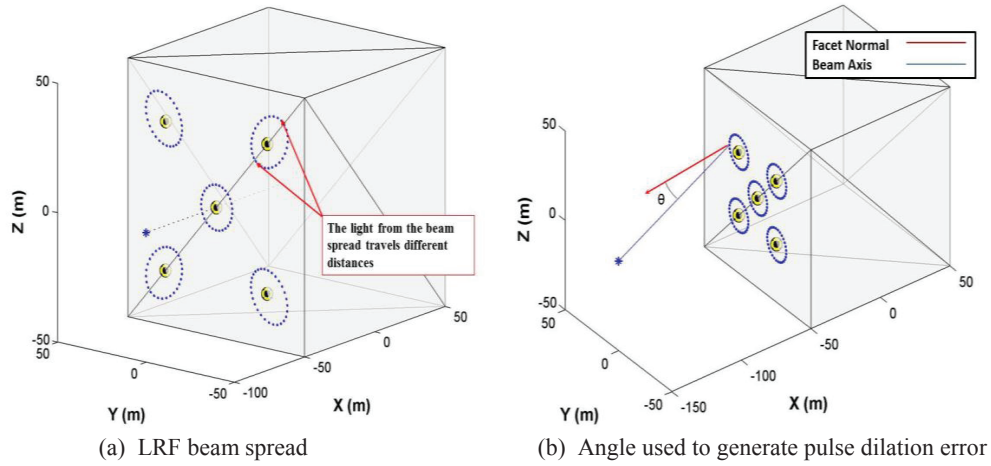 50
0
-50
Z (m)
50
0
-50
Y (m)
-100
-50
0
50
X (m)
The light from the beam
spread travels different
distances
(a) LRF beam spread
Facet Normal
Beam Axis
θ
50
0
-50
Z (m)
50
0
-50
Y (m)
-150
-100
-50
0
50
X (m)
(b) Angle used to generate pulse dilation error